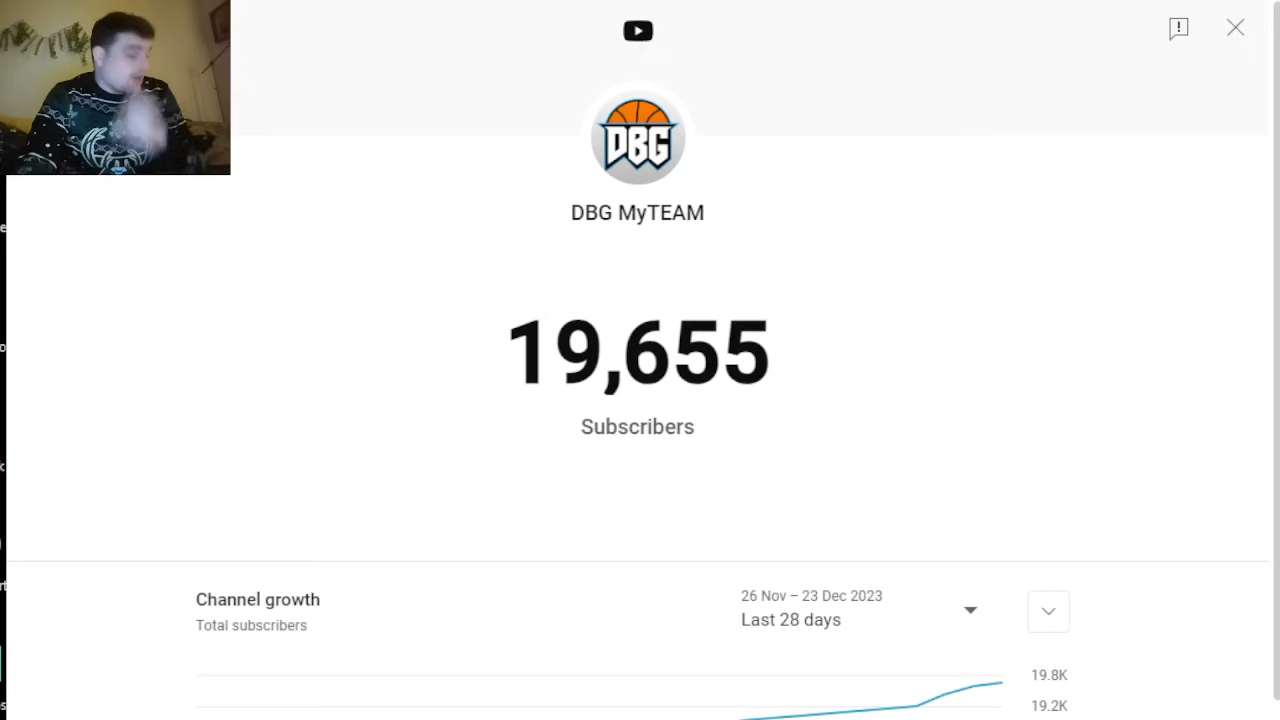 DBG
DBG MyTEAM
19,655
Subscribers
Channel growth
Total subscribers
26 Nov – 23 Dec 2023
Last 28 days
19.8K
19.2K